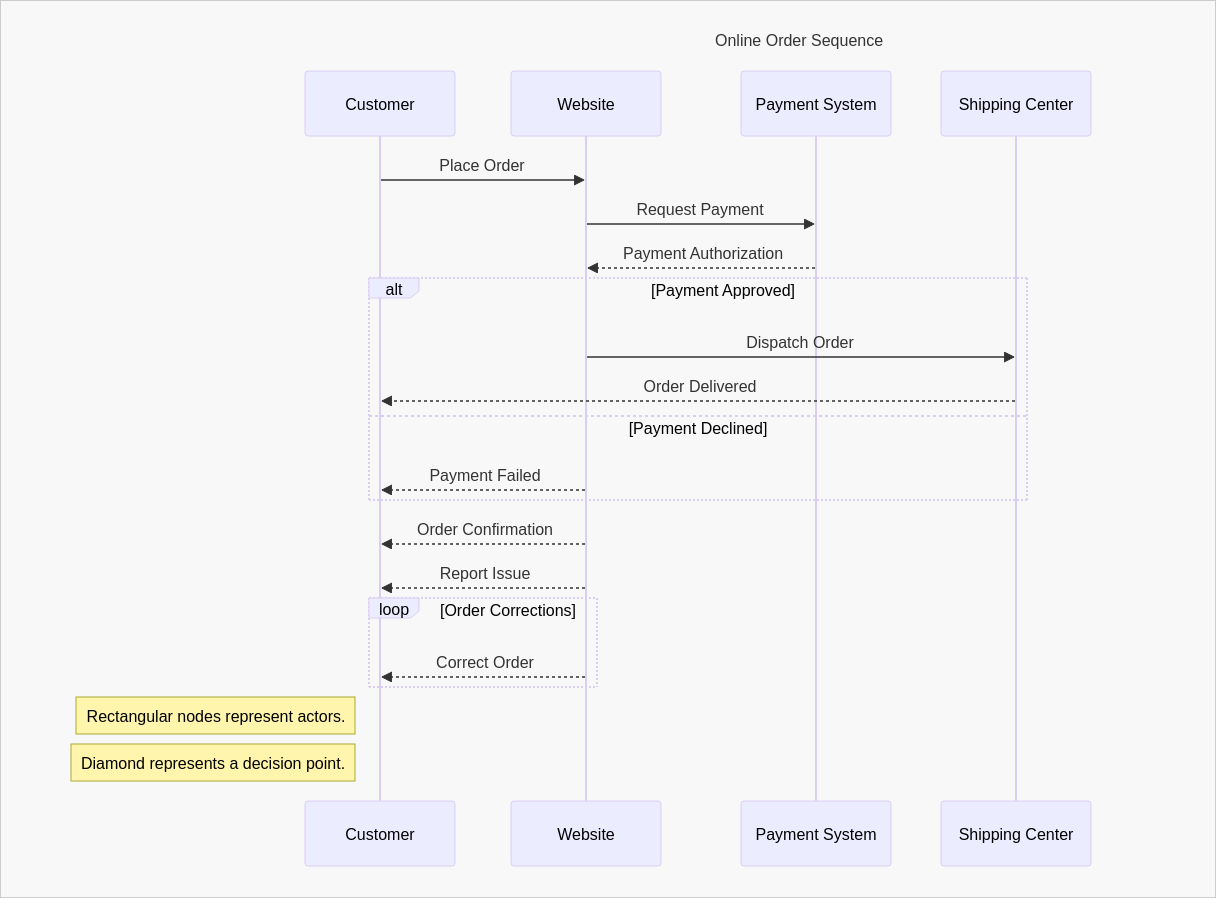 Online Order Sequence
Customer
Website
Payment System
Shipping Center
Place Order
Request Payment
Payment Authorization
alt
[Payment Approved]
Dispatch Order
Order Delivered
[Payment Declined]
Payment Failed
Order Confirmation
Report Issue
loop
[Order Corrections]
Correct Order
Rectangular nodes represent actors.
Diamond represents a decision point.
Customer
Website
Payment System
Shipping Center